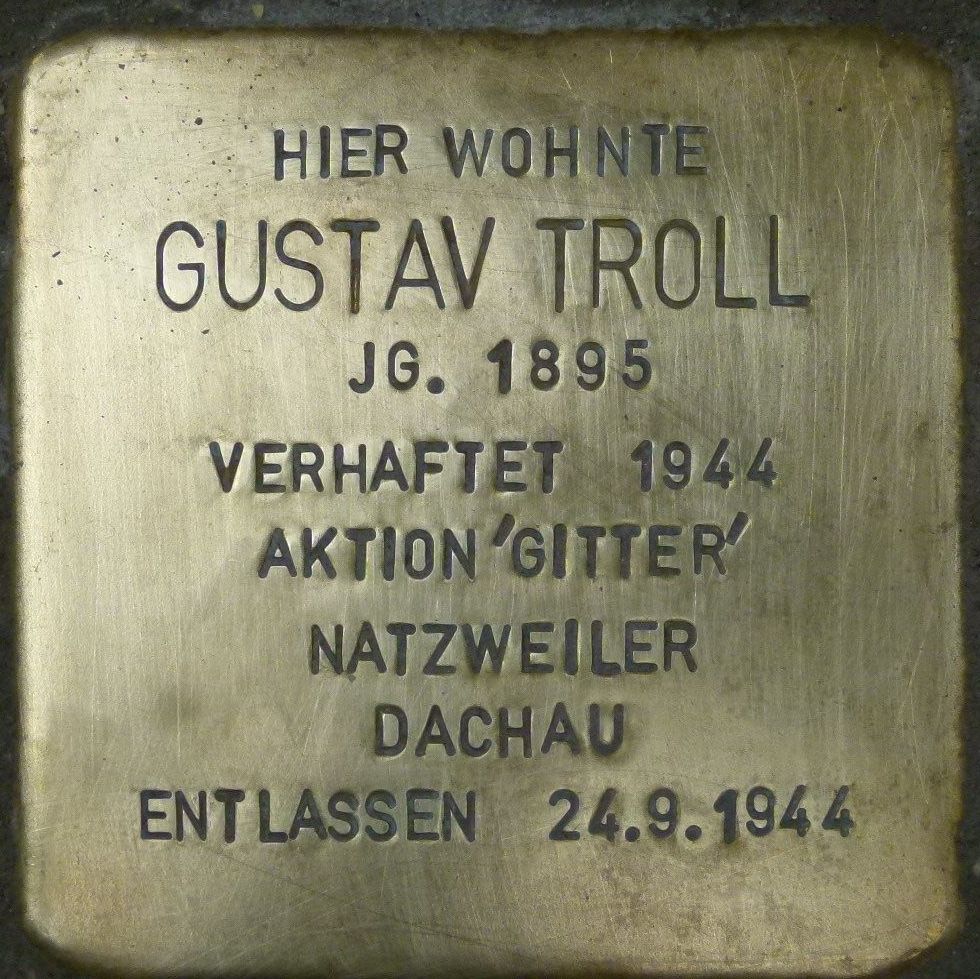 HIER WOHNTE
GUSTAV TROLL
JG. 1895
VERHAFTET 1944
AKTION 'GITTER'
NATZWEILER
DACHAU
ENTLASSEN 24.9.1944